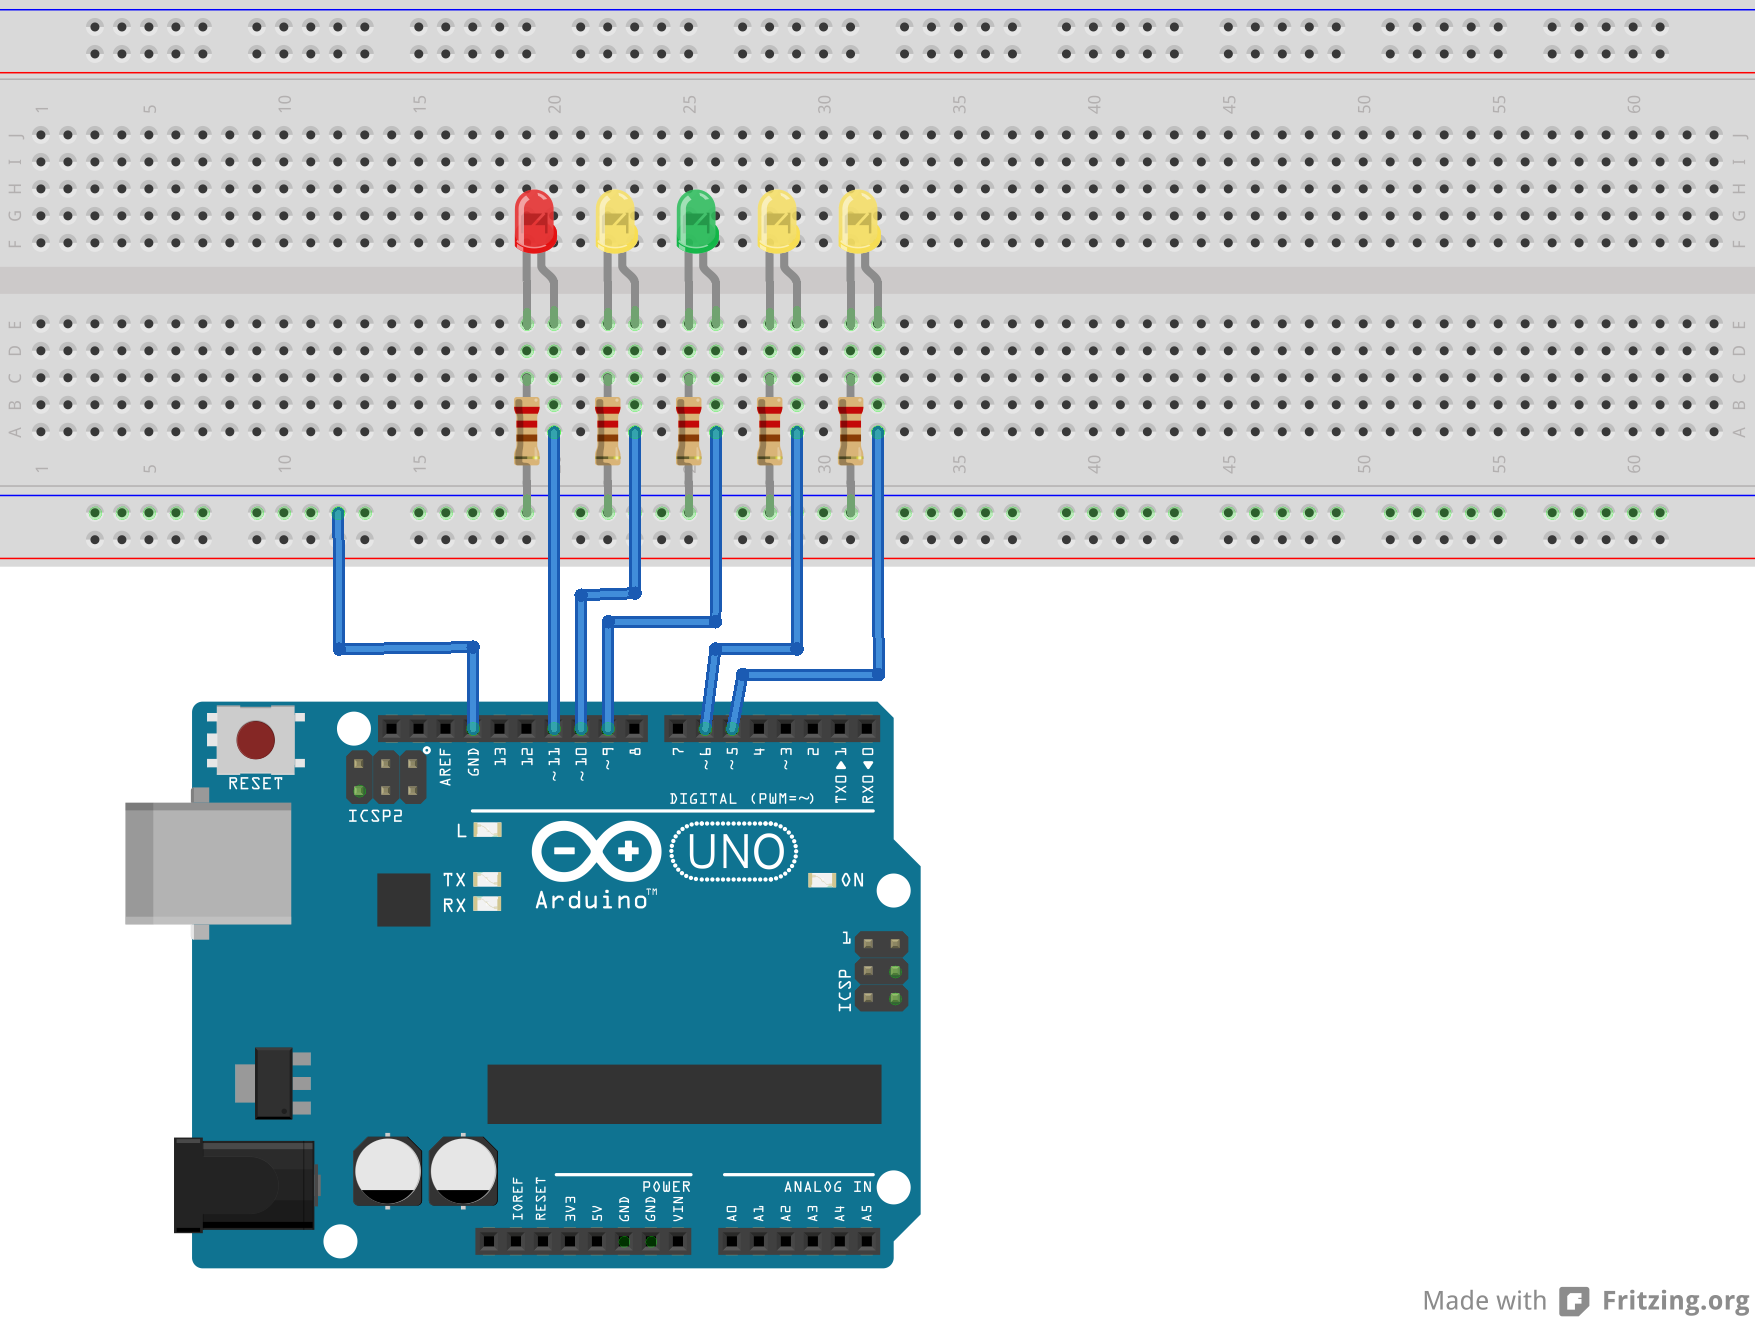 1 5 10 15 20 25 30 35 40 45 50 55 60
J J
I I
H H
G G
F F
E E
D D
C C
B B
A A
1 5 10 15 20 30 35 40 45 50 55 60
RESET
ICSP2
AREF GND 13 12 ~11 ~10 ~9 8 7 ~6 ~5 4 ~3 2 TX0▶1 RX0◀0
DIGITAL (PWM=~)
L
TX
RX
UNO
Arduino™
ON
1
ICSP
POWER
ANALOG IN
IOREF RESET 3V3 5V GND GND VIN A0 A1 A2 A3 A4 A5
Made with Fritzing.org